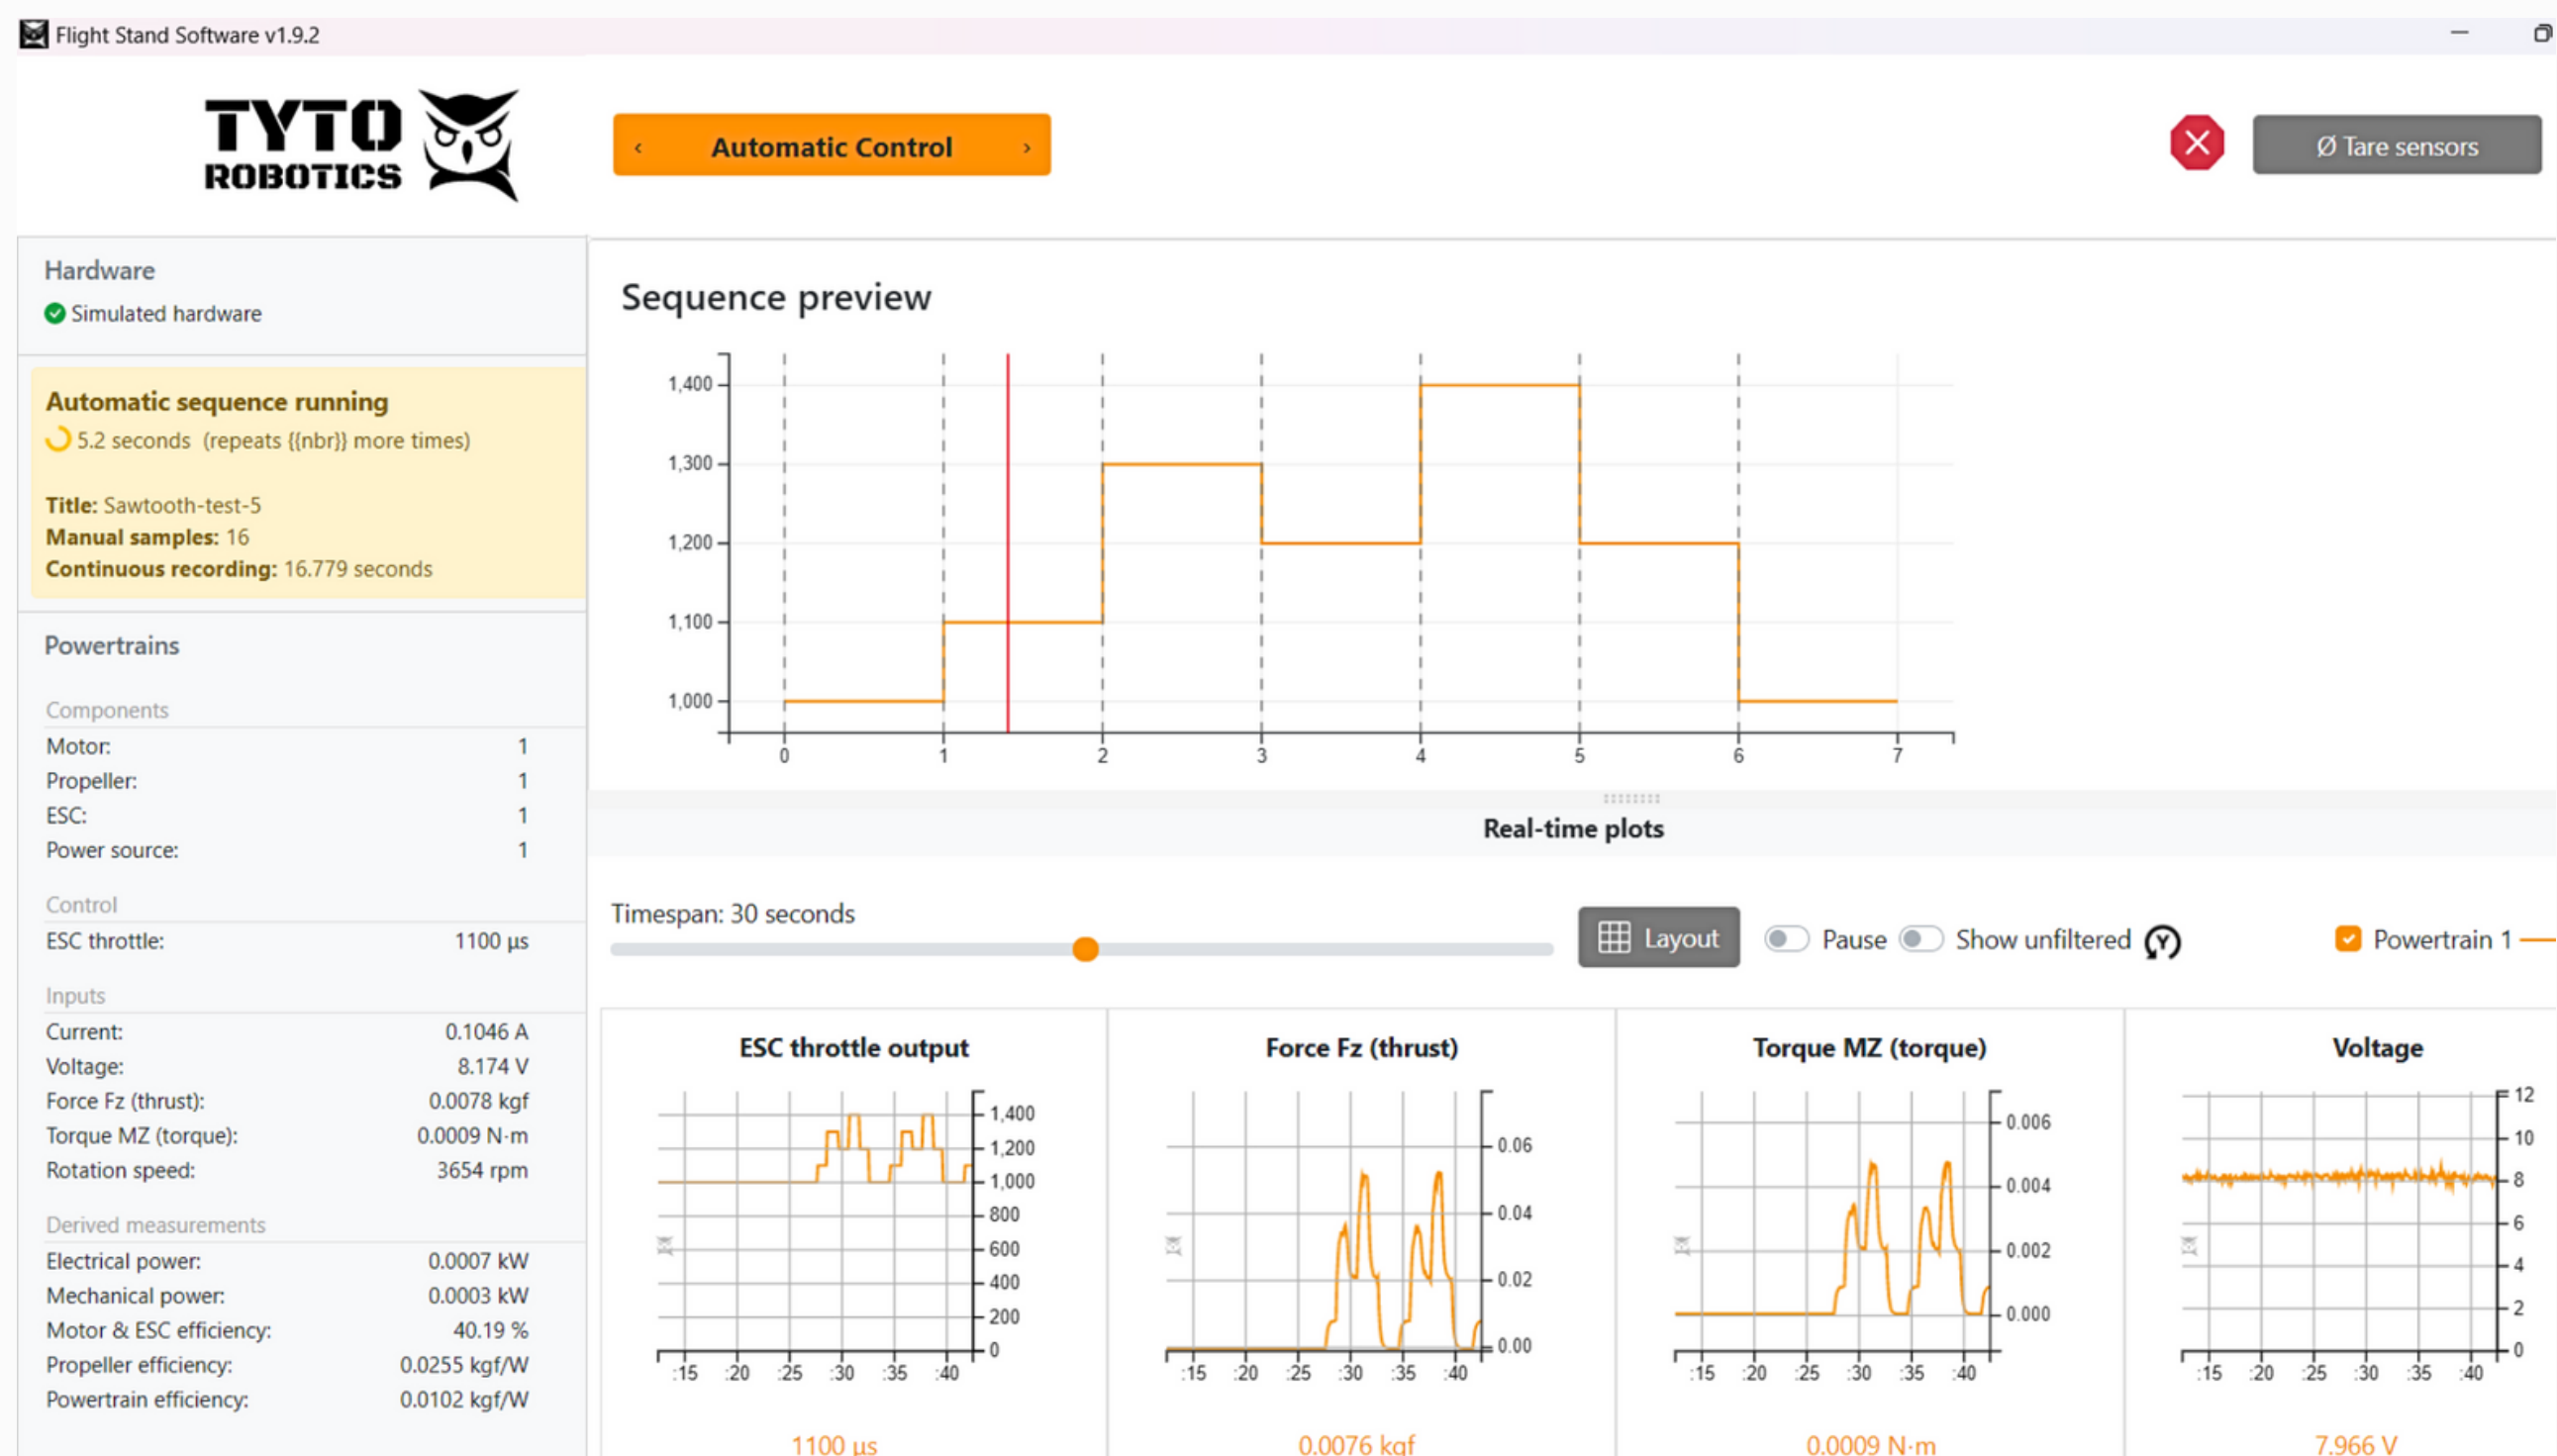 Flight Stand Software v1.9.2
TYTO
ROBOTICS
‹ Automatic Control ›
Ø Tare sensors
Hardware
Simulated hardware
Automatic sequence running
5.2 seconds (repeats {{nbr}} more times)
Title: Sawtooth-test-5
Manual samples: 16
Continuous recording: 16.779 seconds
Powertrains
Components
Motor: 1
Propeller: 1
ESC: 1
Power source: 1
Control
ESC throttle: 1100 µs
Inputs
Current: 0.1046 A
Voltage: 8.174 V
Force Fz (thrust): 0.0078 kgf
Torque MZ (torque): 0.0009 N·m
Rotation speed: 3654 rpm
Derived measurements
Electrical power: 0.0007 kW
Mechanical power: 0.0003 kW
Motor & ESC efficiency: 40.19 %
Propeller efficiency: 0.0255 kgf/W
Powertrain efficiency: 0.0102 kgf/W
Sequence preview
1,400
1,300
1,200
1,100
1,000
0 1 2 3 4 5 6 7
Real-time plots
Timespan: 30 seconds
Layout
Pause
Show unfiltered
Y
Powertrain 1
ESC throttle output
1,400
1,200
1,000
800
600
400
200
0
:15 :20 :25 :30 :35 :40
1100 µs
Force Fz (thrust)
0.06
0.04
0.02
0.00
:15 :20 :25 :30 :35 :40
0.0076 kgf
Torque MZ (torque)
0.006
0.004
0.002
0.000
:15 :20 :25 :30 :35 :40
0.0009 N·m
Voltage
12
10
8
6
4
2
0
:15 :20 :25 :30 :35 :40
7.966 V